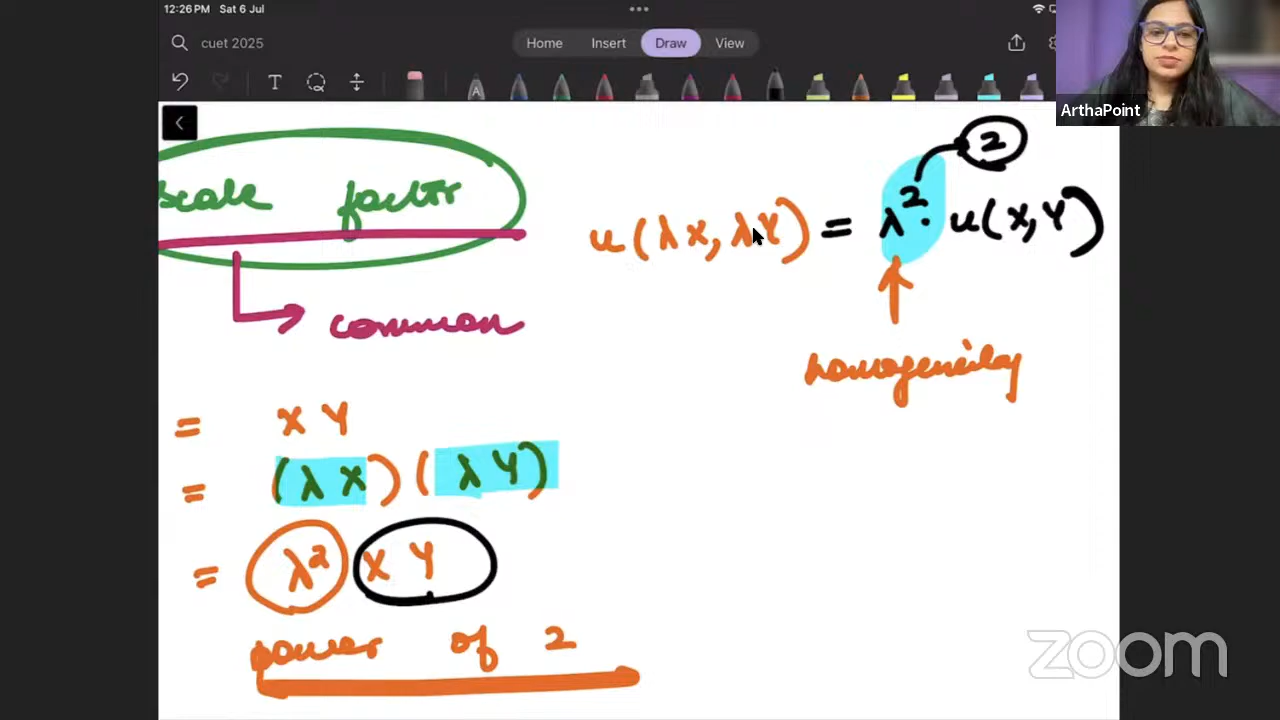 12:26 PM Sat 6 Jul
cuet 2025
Home Insert Draw View
ArthaPoint
scale factor
common
u(λX, λY) = λ². u(X,Y)
2
homogeneity
= X Y
= (λX) (λY)
= λ² X Y
power of 2
zoom